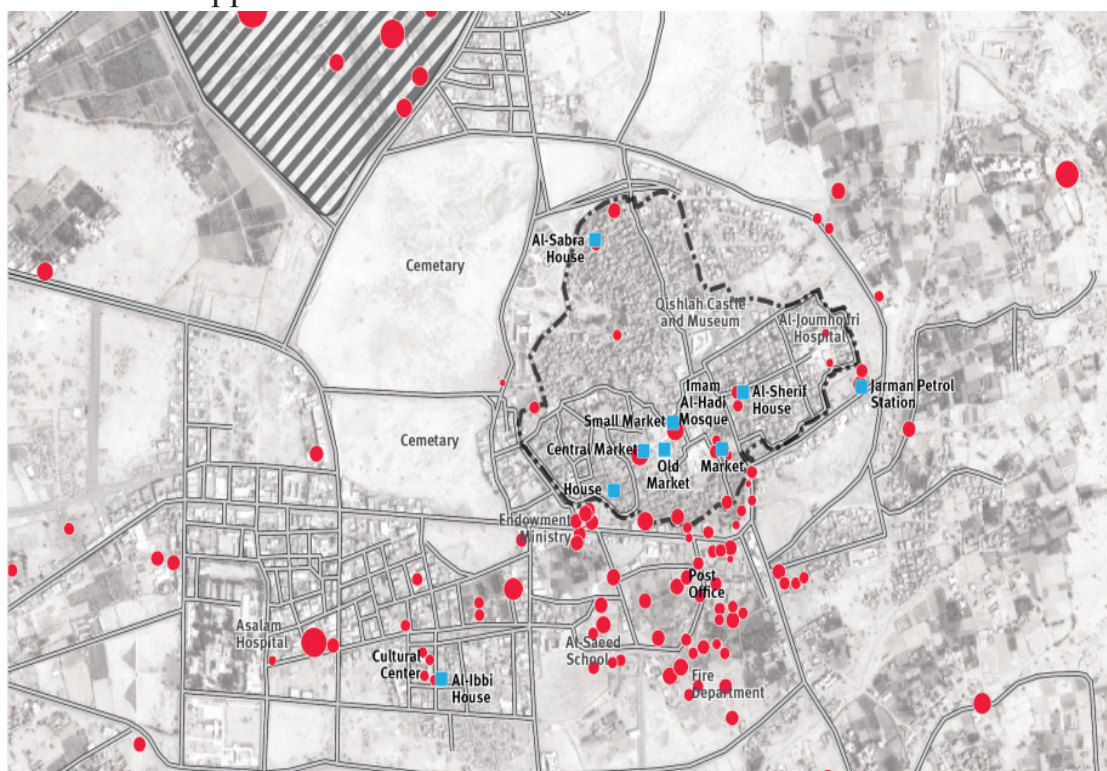 Al-Sabra
House
Cemetary
Qishlah Castle
and Museum
Al-Joumhouri
Hospital
Imam
Al-Hadi
Mosque
Al-Sherif
House
Jarman Petrol
Station
Small Market
Cemetary
Central Market
Old
Market
Market
House
Endowment
Ministry
Post
Office
Asalam
Hospital
Al-Saeed
School
Cultural
Center
Al-Ibbi
House
Fire
Department